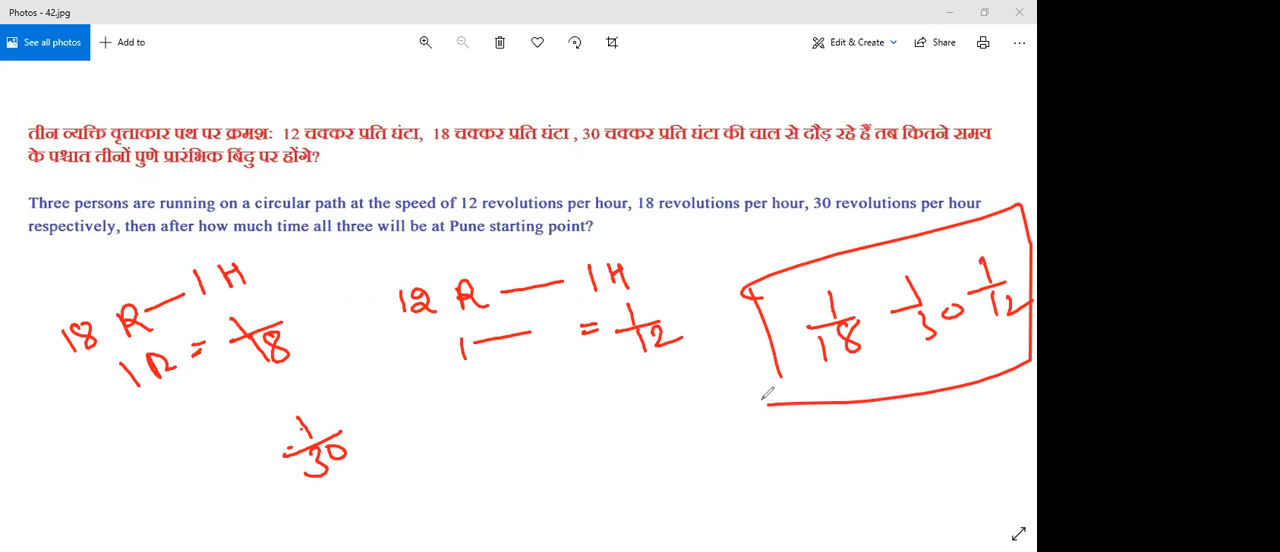 Photos - 42.jpg
See all photos
Add to
Edit & Create
Share
तीन व्यक्ति वृत्ताकार पथ पर क्रमश: 12 चक्कर प्रति घंटा, 18 चक्कर प्रति घंटा , 30 चक्कर प्रति घंटा की चाल से दौड़ रहे हैं तब कितने समय
के पश्चात तीनों पुणे प्रारंभिक बिंदु पर होंगे?
Three persons are running on a circular path at the speed of 12 revolutions per hour, 18 revolutions per hour, 30 revolutions per hour
respectively, then after how much time all three will be at Pune starting point?
18 R — 1 H
1 R = 1/18
12 R — 1 H
1 — = 1/12
1/18 1/30 1/12
= 1/30